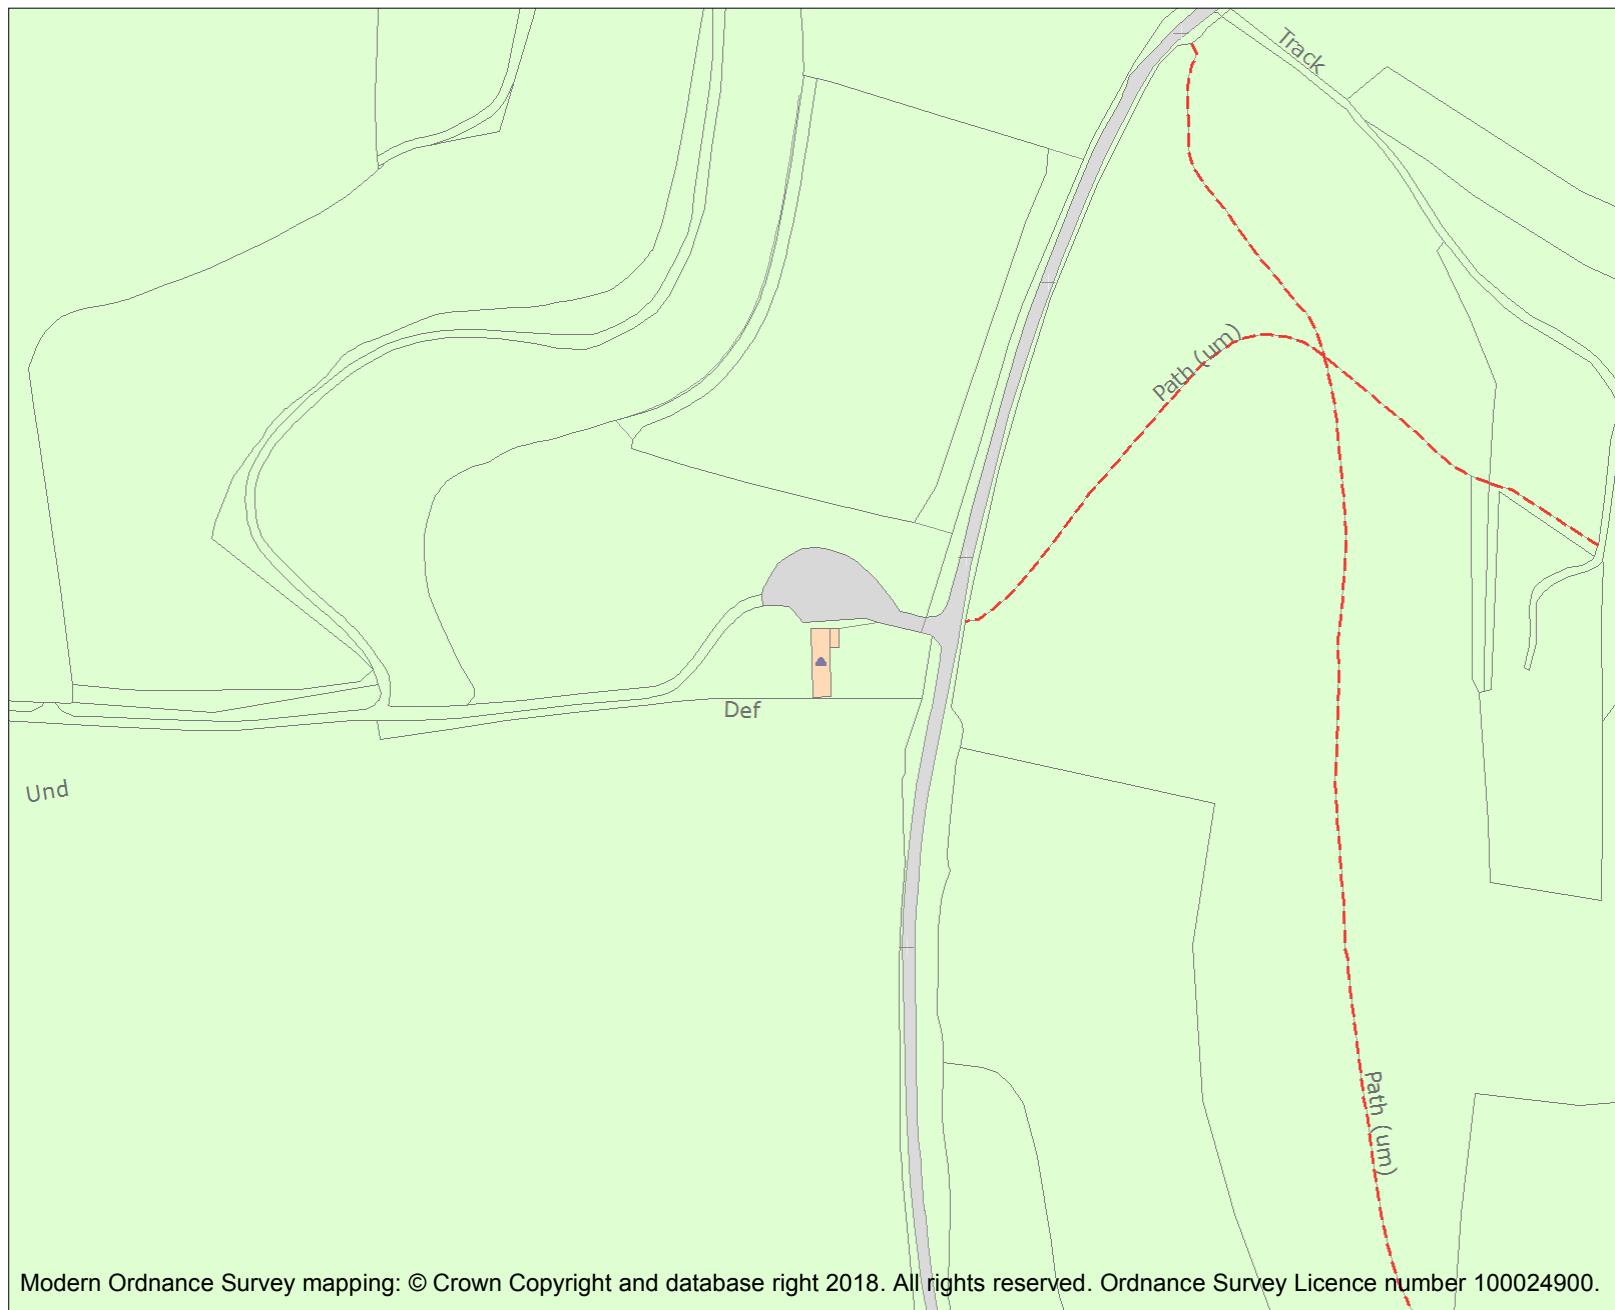 Track
Path (um)
Def
Und
Path (um)
Modern Ordnance Survey mapping: © Crown Copyright and database right 2018. All rights reserved. Ordnance Survey Licence number 100024900.